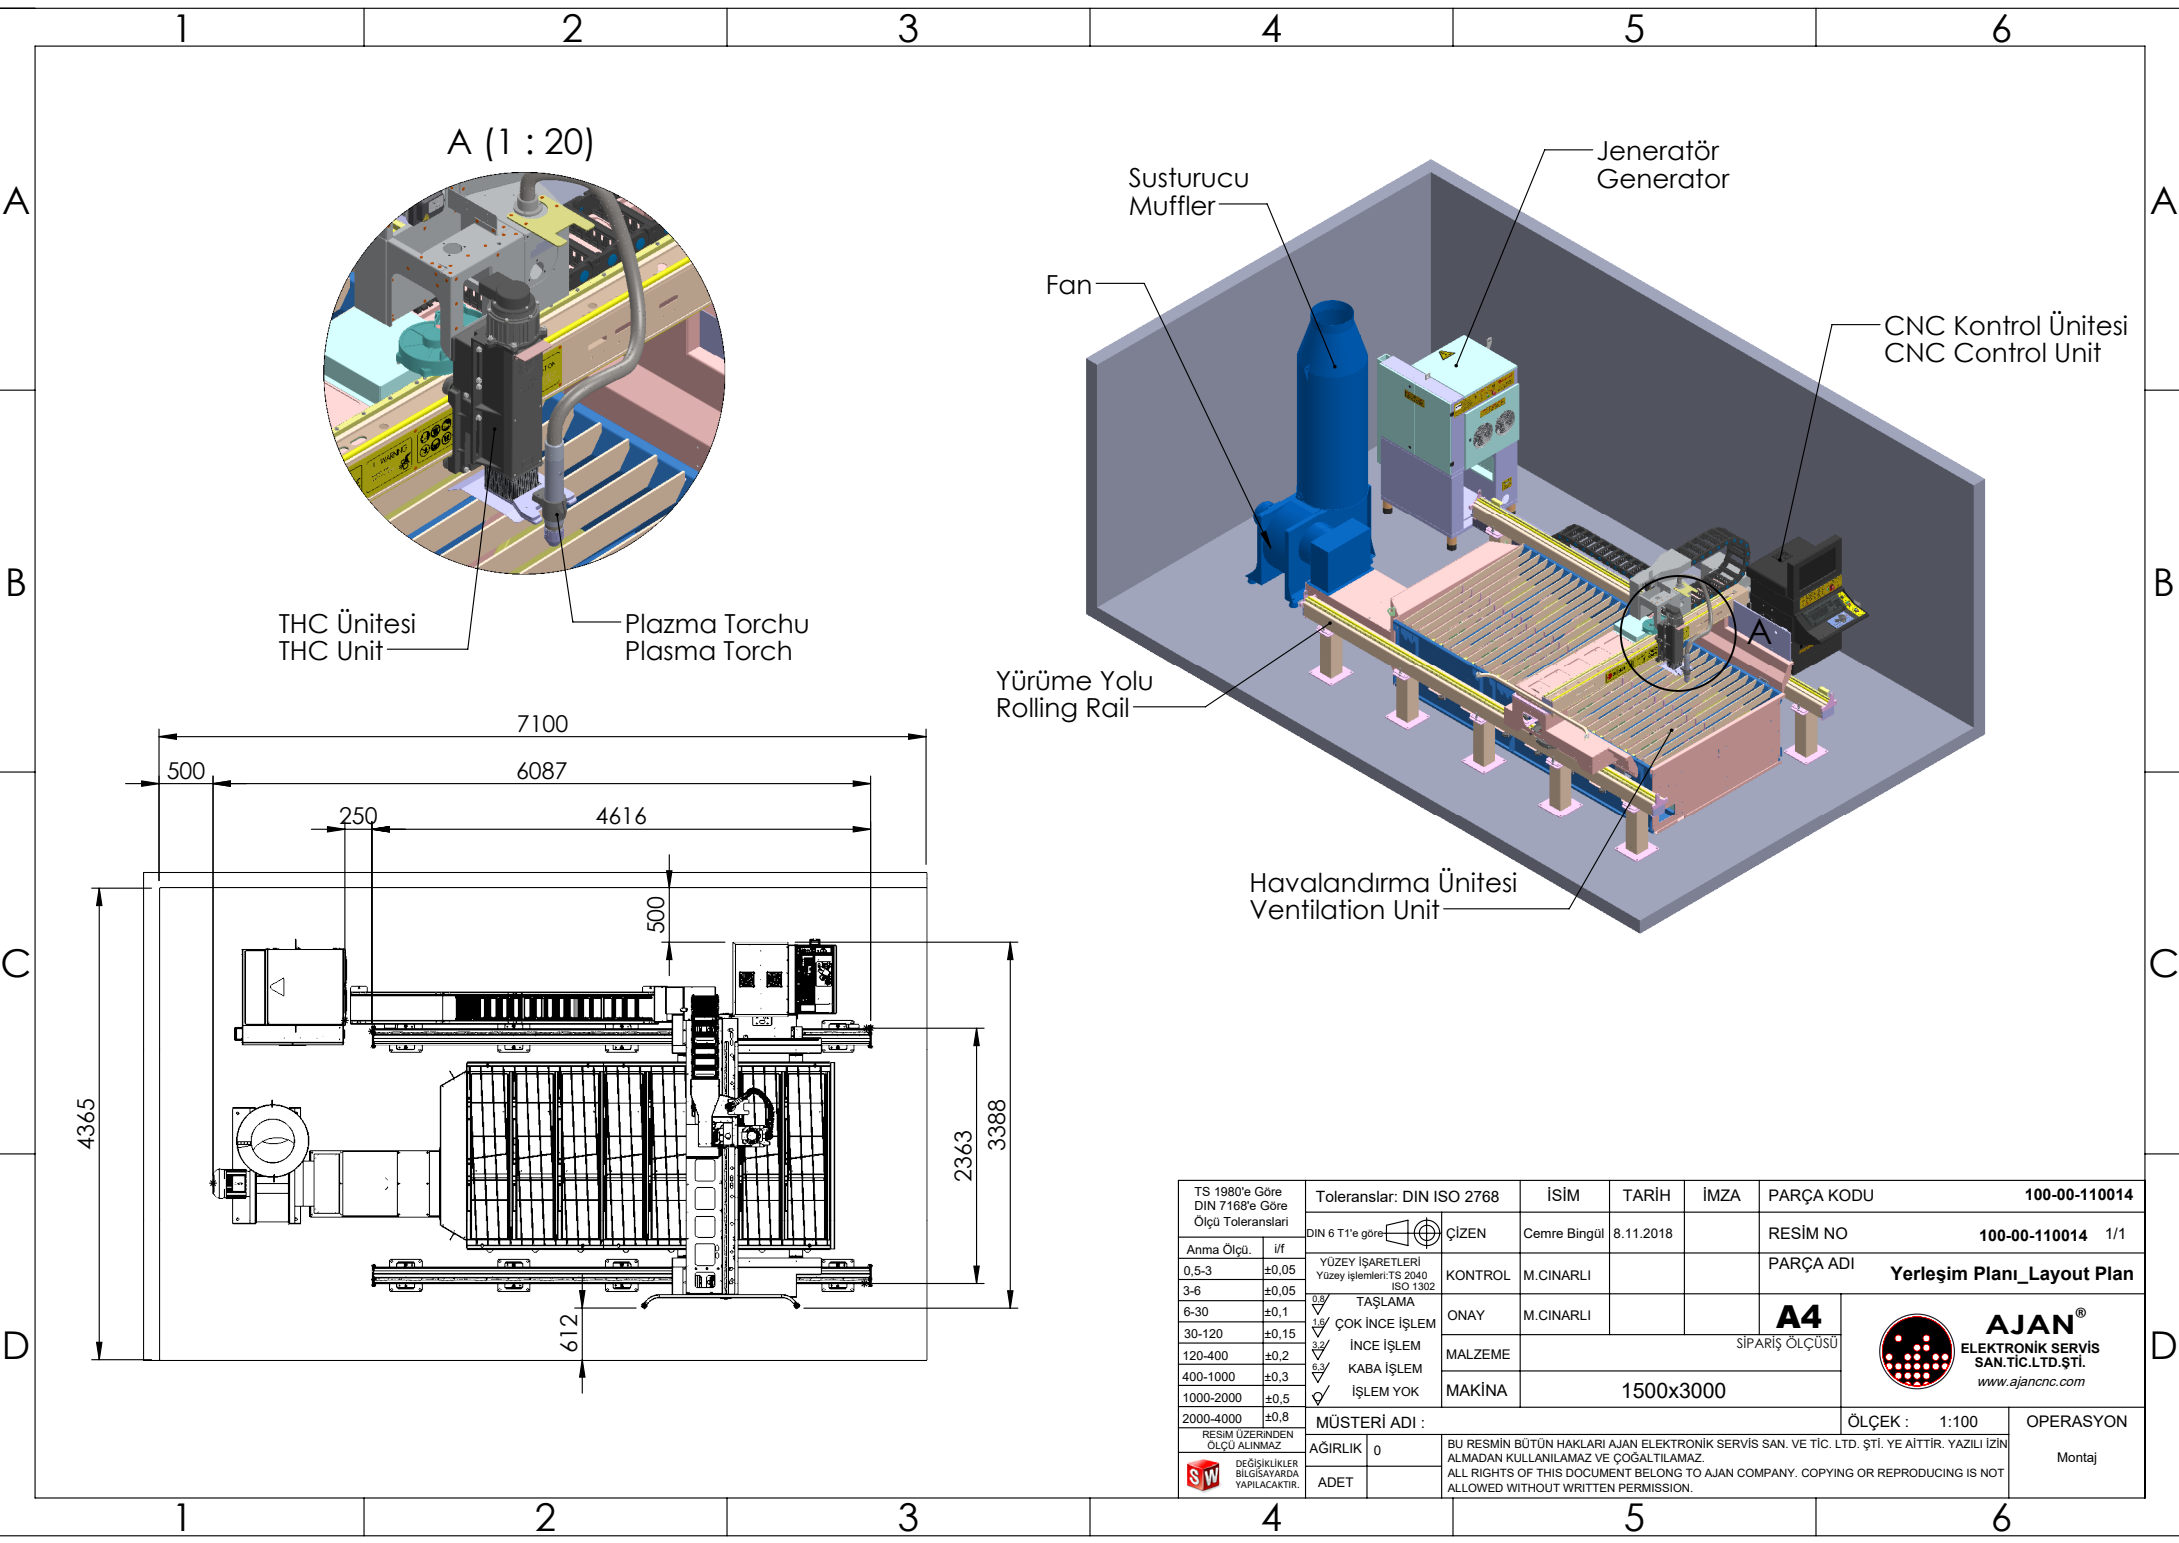 1 2 3 4 5 6
A
B
C
D
A (1 : 20)
THC Ünitesi
THC Unit
Plazma Torchu
Plasma Torch
Susturucu
Muffler
Jeneratör
Generator
Fan
CNC Kontrol Ünitesi
CNC Control Unit
Yürüme Yolu
Rolling Rail
A
Havalandırma Ünitesi
Ventilation Unit
7100
500 6087
250 4616
500
4365
2363
3388
612
A
B
C
D
TS 1980'e Göre
DIN 7168'e Göre
Ölçü Toleransları
Anma Ölçü. i/f
0,5-3 ±0,05
3-6 ±0,05
6-30 ±0,1
30-120 ±0,15
120-400 ±0,2
400-1000 ±0,3
1000-2000 ±0,5
2000-4000 ±0,8
RESİM ÜZERİNDEN
ÖLÇÜ ALINMAZ
SW
DEĞİŞİKLİKLER
BİLGİSAYARDA
YAPILACAKTIR.
Toleranslar: DIN ISO 2768
DIN 6 T1'e göre
YÜZEY İŞARETLERİ
Yüzey işlemleri:TS 2040
ISO 1302
0,8 TAŞLAMA
1,6 ÇOK İNCE İŞLEM
3,2 İNCE İŞLEM
6,3 KABA İŞLEM
İŞLEM YOK
İSİM TARİH İMZA
ÇİZEN Cemre Bingül 8.11.2018
KONTROL M.CINARLI
ONAY M.CINARLI
MALZEME
MAKİNA 1500x3000
PARÇA KODU 100-00-110014
RESİM NO 100-00-110014 1/1
PARÇA ADI Yerleşim Planı_Layout Plan
A4
SİPARİŞ ÖLÇÜSÜ
AJAN®
ELEKTRONİK SERVİS
SAN.TİC.LTD.ŞTİ.
www.ajancnc.com
MÜSTERİ ADI :
ÖLÇEK : 1:100
OPERASYON
Montaj
AĞIRLIK 0
ADET
BU RESMİN BÜTÜN HAKLARI AJAN ELEKTRONİK SERVİS SAN. VE TİC. LTD. ŞTİ. YE AİTTİR. YAZILI İZİN
ALMADAN KULLANILAMAZ VE ÇOĞALTILAMAZ.
ALL RIGHTS OF THIS DOCUMENT BELONG TO AJAN COMPANY. COPYING OR REPRODUCING IS NOT
ALLOWED WITHOUT WRITTEN PERMISSION.
1 2 3 4 5 6